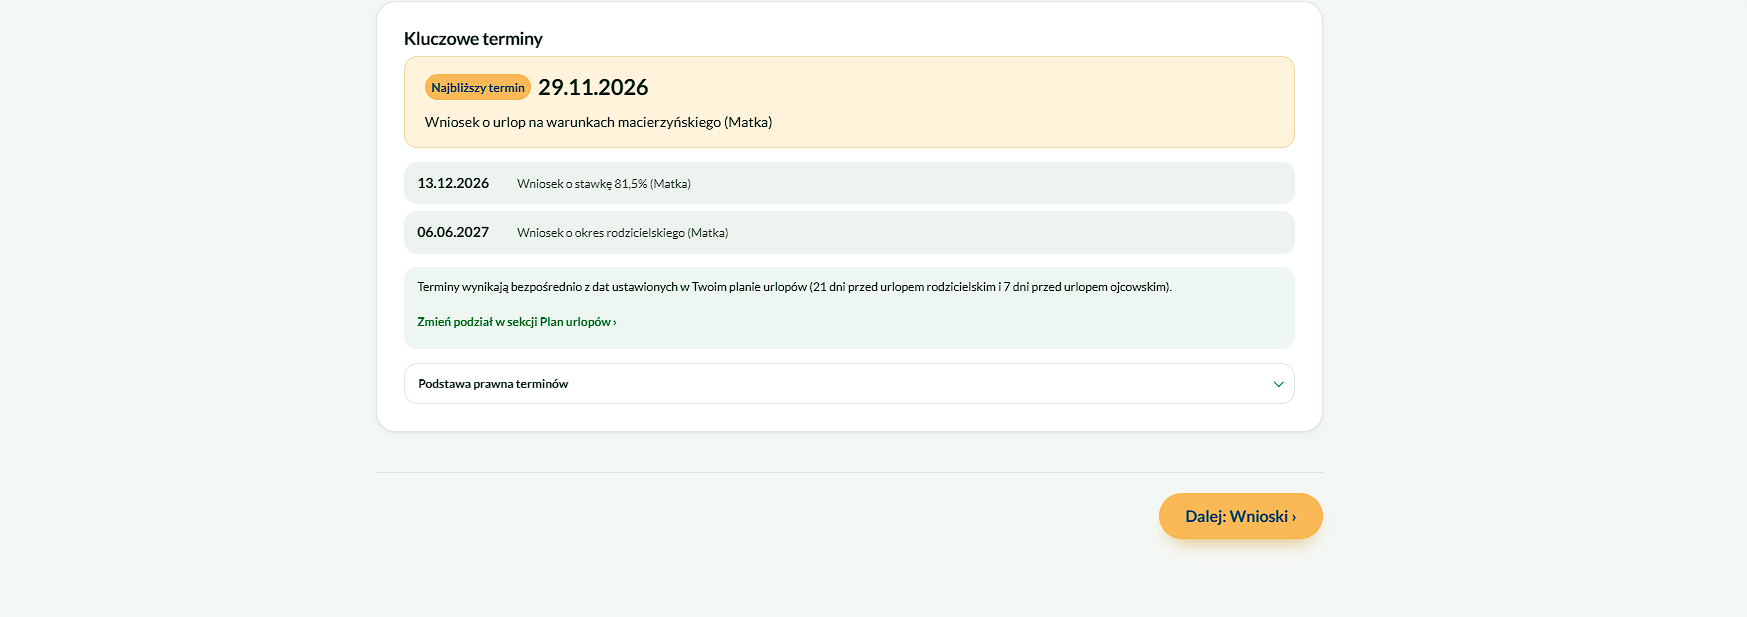 Kluczowe terminy
Najbliższy termin 29.11.2026
Wniosek o urlop na warunkach macierzyńskiego (Matka)
13.12.2026 Wniosek o stawkę 81,5% (Matka)
06.06.2027 Wniosek o okres rodzicielskiego (Matka)
Terminy wynikają bezpośrednio z dat ustawionych w Twoim planie urlopów (21 dni przed urlopem rodzicielskim i 7 dni przed urlopem ojcowskim).
Zmień podział w sekcji Plan urlopów ›
Podstawa prawna terminów
Dalej: Wnioski ›